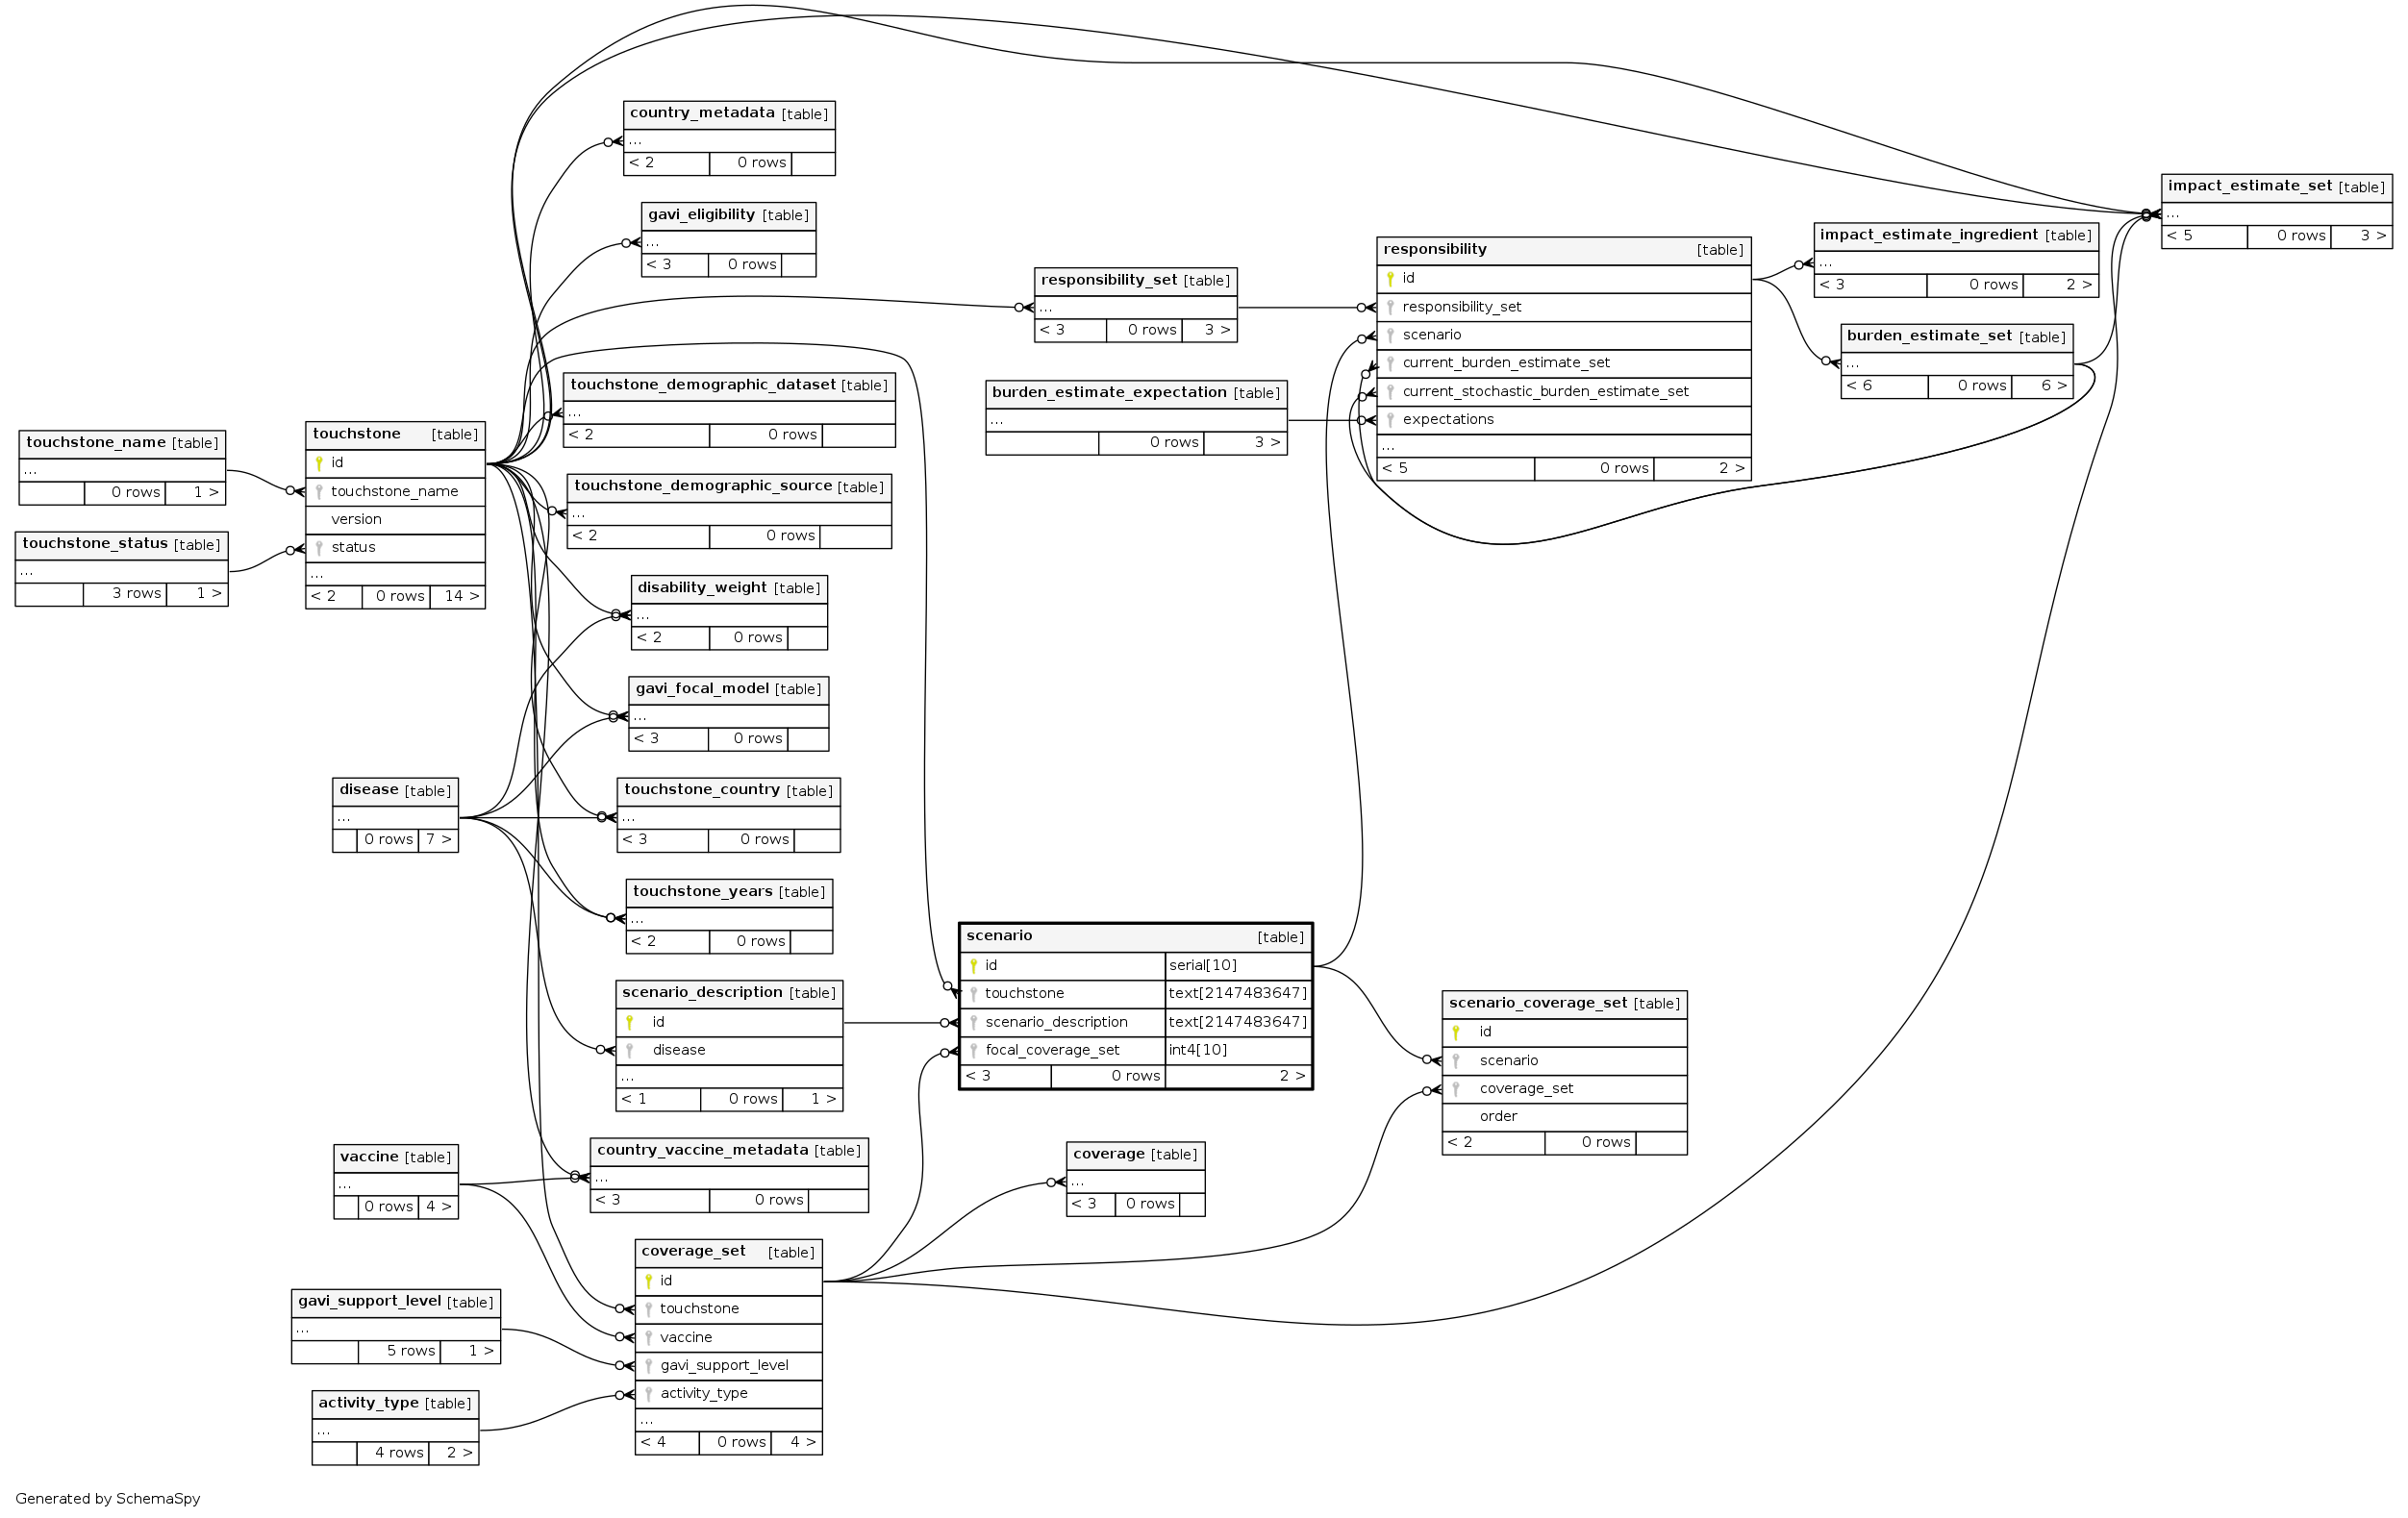 country_metadata [table]
...
< 2 0 rows
gavi_eligibility [table]
...
< 3 0 rows
impact_estimate_set [table]
...
< 5 0 rows 3 >
impact_estimate_ingredient [table]
...
< 3 0 rows 2 >
responsibility [table]
id
responsibility_set
scenario
current_burden_estimate_set
current_stochastic_burden_estimate_set
expectations
...
< 5 0 rows 2 >
responsibility_set [table]
...
< 3 0 rows 3 >
burden_estimate_set [table]
...
< 6 0 rows 6 >
burden_estimate_expectation [table]
...
0 rows 3 >
touchstone_demographic_dataset [table]
...
< 2 0 rows
touchstone_name [table]
...
0 rows 1 >
touchstone [table]
id
touchstone_name
version
status
...
< 2 0 rows 14 >
touchstone_demographic_source [table]
...
< 2 0 rows
touchstone_status [table]
...
3 rows 1 >
disability_weight [table]
...
< 2 0 rows
gavi_focal_model [table]
...
< 3 0 rows
disease [table]
...
0 rows 7 >
touchstone_country [table]
...
< 3 0 rows
touchstone_years [table]
...
< 2 0 rows
scenario [table]
id serial[10]
touchstone text[2147483647]
scenario_description text[2147483647]
focal_coverage_set int4[10]
< 3 0 rows 2 >
scenario_description [table]
id
disease
...
< 1 0 rows 1 >
scenario_coverage_set [table]
id
scenario
coverage_set
order
< 2 0 rows
country_vaccine_metadata [table]
...
< 3 0 rows
vaccine [table]
...
0 rows 4 >
coverage [table]
...
< 3 0 rows
coverage_set [table]
id
touchstone
vaccine
gavi_support_level
activity_type
...
< 4 0 rows 4 >
gavi_support_level [table]
...
5 rows 1 >
activity_type [table]
...
4 rows 2 >
Generated by SchemaSpy